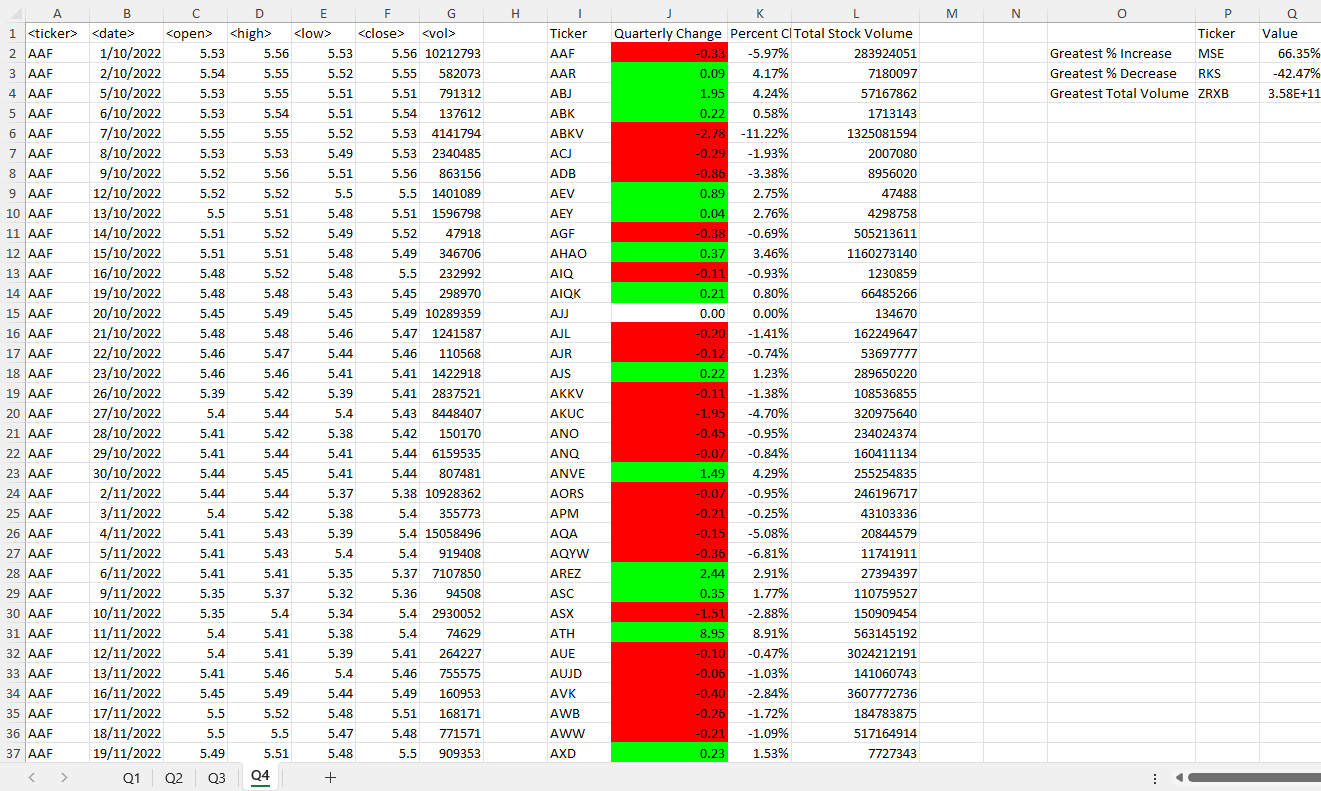 A B C D E F G H I J K L M N O P Q
1 <ticker> <date> <open> <high> <low> <close> <vol> Ticker Quarterly Change Percent Cl Total Stock Volume Ticker Value
2 AAF 1/10/2022 5.53 5.56 5.53 5.56 10212793 AAF -0.33 -5.97% 283924051 Greatest % Increase MSE 66.35%
3 AAF 2/10/2022 5.54 5.55 5.52 5.55 582073 AAR 0.09 4.17% 7180097 Greatest % Decrease RKS -42.47%
4 AAF 5/10/2022 5.53 5.55 5.51 5.51 791312 ABJ 1.95 4.24% 57167862 Greatest Total Volume ZRXB 3.58E+11
5 AAF 6/10/2022 5.53 5.54 5.51 5.54 137612 ABK 0.22 0.58% 1713143
6 AAF 7/10/2022 5.55 5.55 5.52 5.53 4141794 ABKV -2.78 -11.22% 1325081594
7 AAF 8/10/2022 5.53 5.53 5.49 5.53 2340485 ACJ -0.29 -1.93% 2007080
8 AAF 9/10/2022 5.52 5.56 5.51 5.56 863156 ADB -0.86 -3.38% 8956020
9 AAF 12/10/2022 5.52 5.52 5.5 5.5 1401089 AEV 0.89 2.75% 47488
10 AAF 13/10/2022 5.5 5.51 5.48 5.51 1596798 AEY 0.04 2.76% 4298758
11 AAF 14/10/2022 5.51 5.52 5.49 5.52 47918 AGF -0.38 -0.69% 505213611
12 AAF 15/10/2022 5.51 5.51 5.48 5.49 346706 AHAO 0.37 3.46% 1160273140
13 AAF 16/10/2022 5.48 5.52 5.48 5.5 232992 AIQ -0.11 -0.93% 1230859
14 AAF 19/10/2022 5.48 5.48 5.43 5.45 298970 AIQK 0.21 0.80% 66485266
15 AAF 20/10/2022 5.45 5.49 5.45 5.49 10289359 AJJ 0.00 0.00% 134670
16 AAF 21/10/2022 5.48 5.48 5.46 5.47 1241587 AJL -0.20 -1.41% 162249647
17 AAF 22/10/2022 5.46 5.47 5.44 5.46 110568 AJR -0.12 -0.74% 53697777
18 AAF 23/10/2022 5.46 5.46 5.41 5.41 1422918 AJS 0.22 1.23% 289650220
19 AAF 26/10/2022 5.39 5.42 5.39 5.41 2837521 AKKV -0.11 -1.38% 108536855
20 AAF 27/10/2022 5.4 5.44 5.4 5.43 8448407 AKUC -1.95 -4.70% 320975640
21 AAF 28/10/2022 5.41 5.42 5.38 5.42 150170 ANO -0.45 -0.95% 234024374
22 AAF 29/10/2022 5.41 5.44 5.41 5.44 6159535 ANQ -0.07 -0.84% 160411134
23 AAF 30/10/2022 5.44 5.45 5.41 5.44 807481 ANVE 1.49 4.29% 255254835
24 AAF 2/11/2022 5.44 5.44 5.37 5.38 10928362 AORS -0.07 -0.95% 246196717
25 AAF 3/11/2022 5.4 5.42 5.38 5.4 355773 APM -0.21 -0.25% 43103336
26 AAF 4/11/2022 5.41 5.43 5.39 5.4 15058496 AQA -0.15 -5.08% 20844579
27 AAF 5/11/2022 5.41 5.43 5.4 5.4 919408 AQYW -0.36 -6.81% 11741911
28 AAF 6/11/2022 5.41 5.41 5.35 5.37 7107850 AREZ 2.44 2.91% 27394397
29 AAF 9/11/2022 5.35 5.37 5.32 5.36 94508 ASC 0.35 1.77% 110759527
30 AAF 10/11/2022 5.35 5.4 5.34 5.4 2930052 ASX -1.51 -2.88% 150909454
31 AAF 11/11/2022 5.4 5.41 5.38 5.4 74629 ATH 8.95 8.91% 563145192
32 AAF 12/11/2022 5.4 5.41 5.39 5.41 264227 AUE -0.10 -0.47% 3024212191
33 AAF 13/11/2022 5.41 5.46 5.4 5.46 755575 AUJD -0.06 -1.03% 141060743
34 AAF 16/11/2022 5.45 5.49 5.44 5.49 160953 AVK -0.40 -2.84% 3607772736
35 AAF 17/11/2022 5.5 5.52 5.48 5.51 168171 AWB -0.26 -1.72% 184783875
36 AAF 18/11/2022 5.5 5.5 5.47 5.48 771571 AWW -0.21 -1.09% 517164914
37 AAF 19/11/2022 5.49 5.51 5.48 5.5 909353 AXD 0.23 1.53% 7727343
Q1 Q2 Q3 Q4